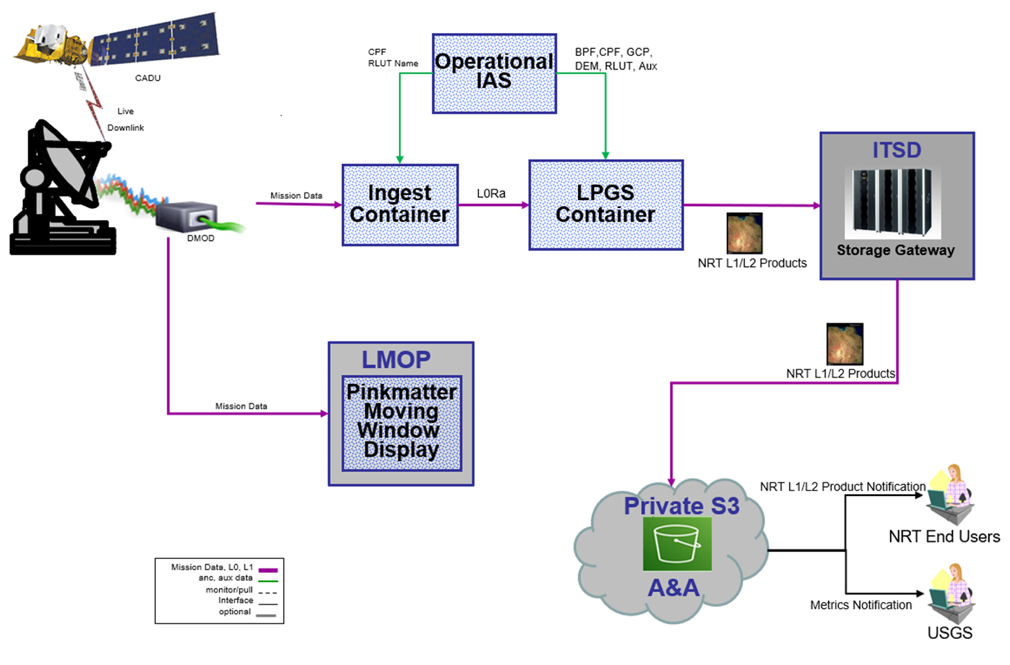 CADU
Live
Downlink
DMOD
CPF
RLUT Name
Operational
IAS
BPF,CPF, GCP,
DEM, RLUT, Aux
Mission Data
Ingest
Container
L0Ra
LPGS
Container
NRT L1/L2 Products
ITSD
Storage Gateway
NRT L1/L2 Products
LMOP
Pinkmatter
Moving
Window
Display
Mission Data
Private S3
A&A
NRT L1/L2 Product Notification
NRT End Users
Metrics Notification
USGS
Mission Data, L0, L1
anc, aux data
monitor/pull
Interface
optional